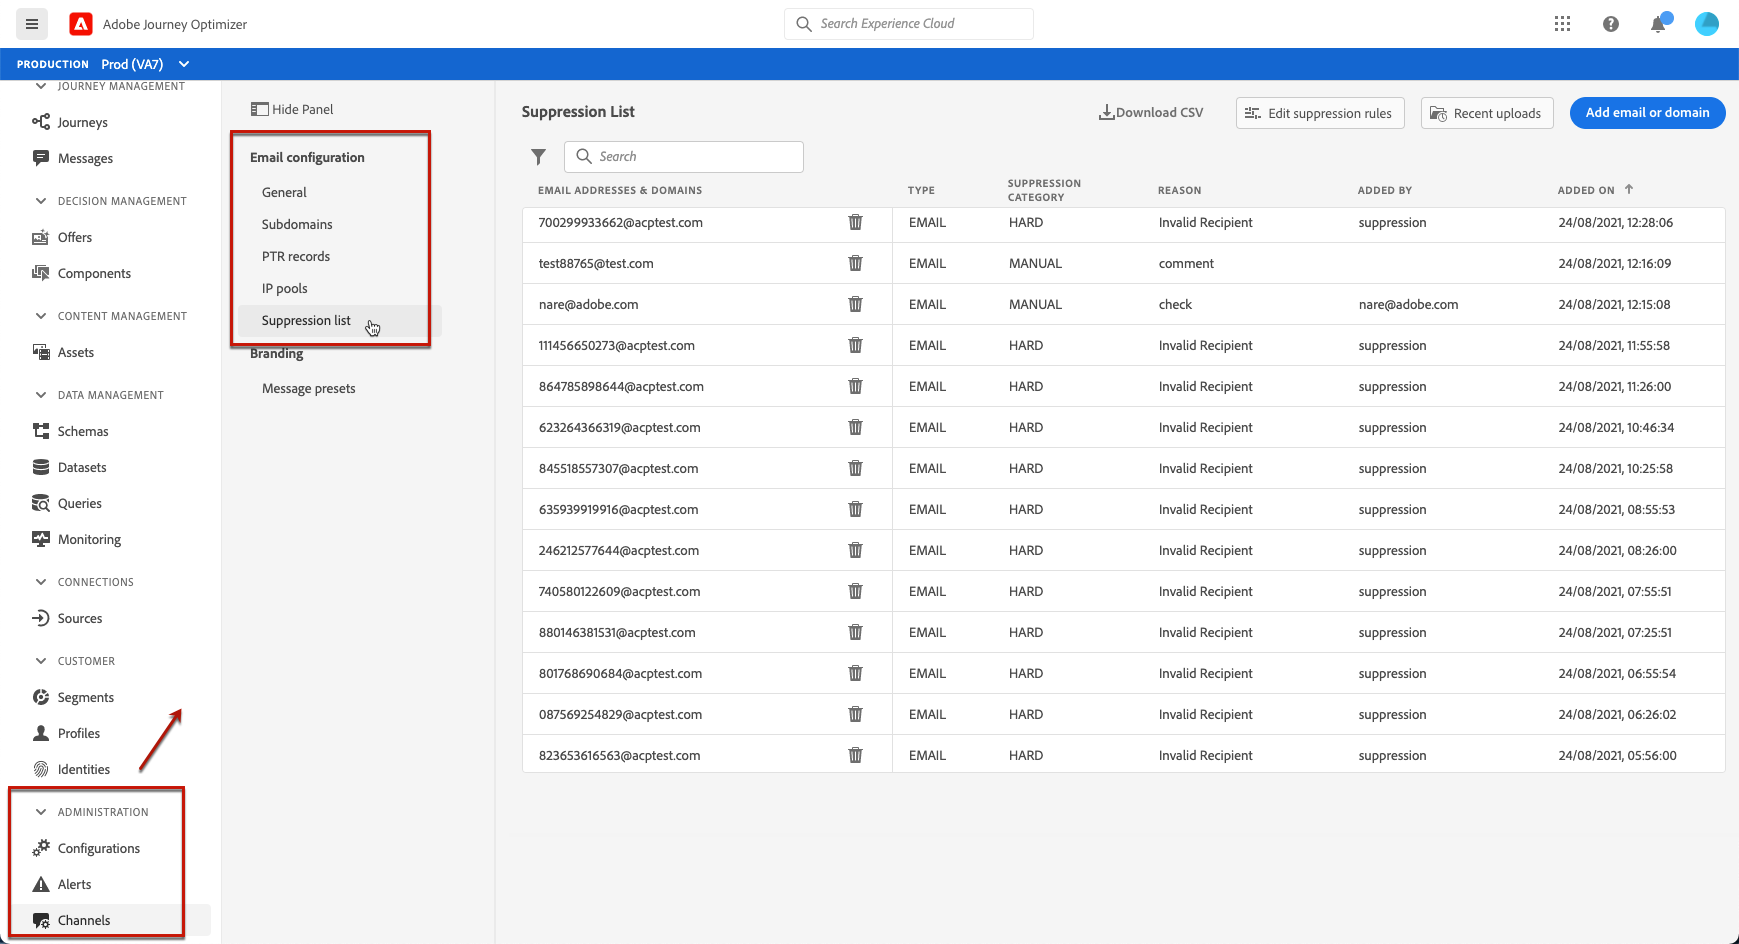 Adobe Journey Optimizer
Search Experience Cloud
PRODUCTION Prod (VA7)
JOURNEY MANAGEMENT
Journeys
Messages
DECISION MANAGEMENT
Offers
Components
CONTENT MANAGEMENT
Assets
DATA MANAGEMENT
Schemas
Datasets
Queries
Monitoring
CONNECTIONS
Sources
CUSTOMER
Segments
Profiles
Identities
ADMINISTRATION
Configurations
Alerts
Channels
Hide Panel
Email configuration
General
Subdomains
PTR records
IP pools
Suppression list
Branding
Message presets
Suppression List
Download CSV
Edit suppression rules
Recent uploads
Add email or domain
Search
EMAIL ADDRESSES & DOMAINS TYPE SUPPRESSION CATEGORY REASON ADDED BY ADDED ON
700299933662@acptest.com EMAIL HARD Invalid Recipient suppression 24/08/2021, 12:28:06
test88765@test.com EMAIL MANUAL comment 24/08/2021, 12:16:09
nare@adobe.com EMAIL MANUAL check nare@adobe.com 24/08/2021, 12:15:08
111456650273@acptest.com EMAIL HARD Invalid Recipient suppression 24/08/2021, 11:55:58
864785898644@acptest.com EMAIL HARD Invalid Recipient suppression 24/08/2021, 11:26:00
623264366319@acptest.com EMAIL HARD Invalid Recipient suppression 24/08/2021, 10:46:34
845518557307@acptest.com EMAIL HARD Invalid Recipient suppression 24/08/2021, 10:25:58
635939919916@acptest.com EMAIL HARD Invalid Recipient suppression 24/08/2021, 08:55:53
246212577644@acptest.com EMAIL HARD Invalid Recipient suppression 24/08/2021, 08:26:00
740580122609@acptest.com EMAIL HARD Invalid Recipient suppression 24/08/2021, 07:55:51
880146381531@acptest.com EMAIL HARD Invalid Recipient suppression 24/08/2021, 07:25:51
801768690684@acptest.com EMAIL HARD Invalid Recipient suppression 24/08/2021, 06:55:54
087569254829@acptest.com EMAIL HARD Invalid Recipient suppression 24/08/2021, 06:26:02
823653616563@acptest.com EMAIL HARD Invalid Recipient suppression 24/08/2021, 05:56:00